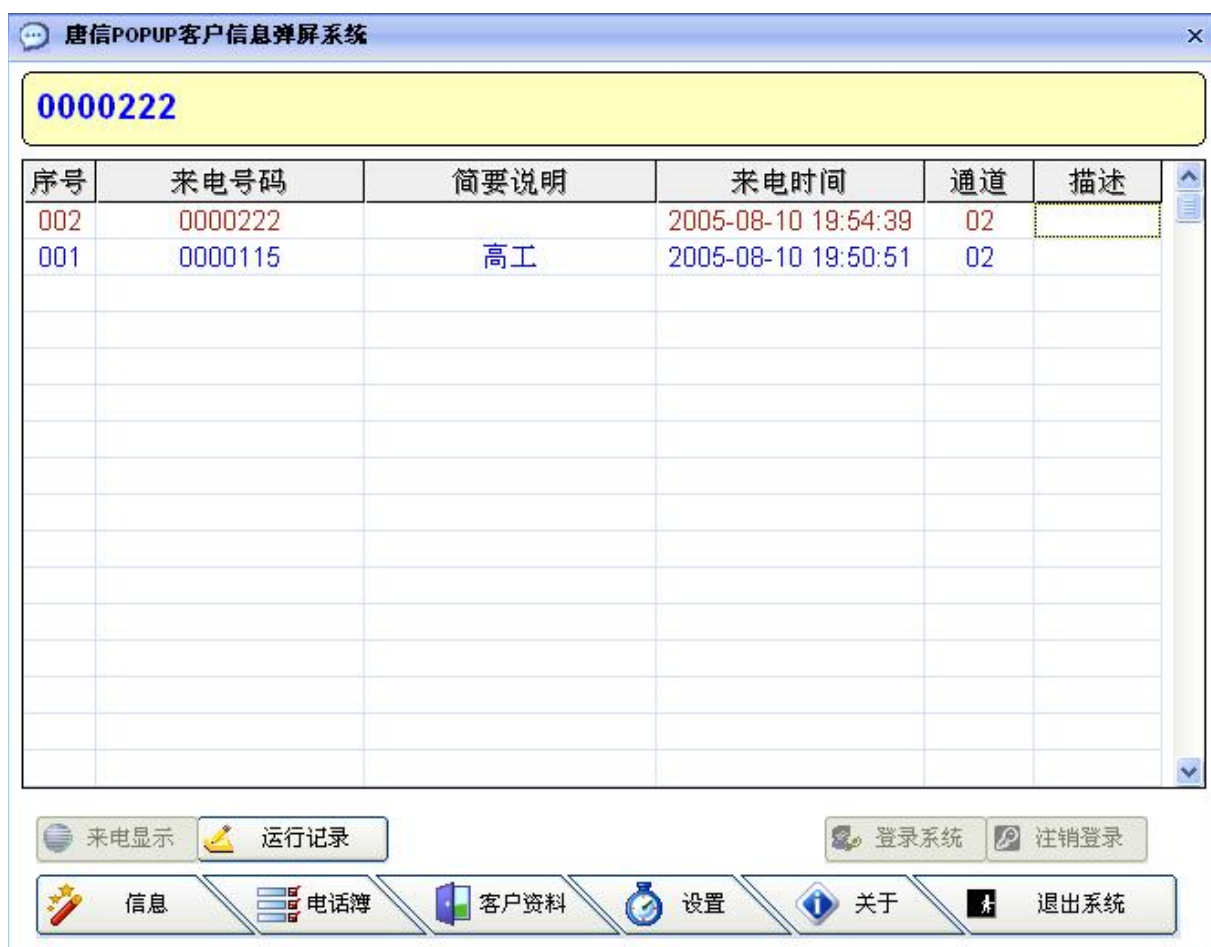 唐信POPUP客户信息弹屏系统
0000222
序号 来电号码 简要说明 来电时间 通道 描述
002 0000222 2005-08-10 19:54:39 02
001 0000115 高工 2005-08-10 19:50:51 02
来电显示 运行记录 登录系统 注销登录
信息 电话簿 客户资料 设置 关于 退出系统